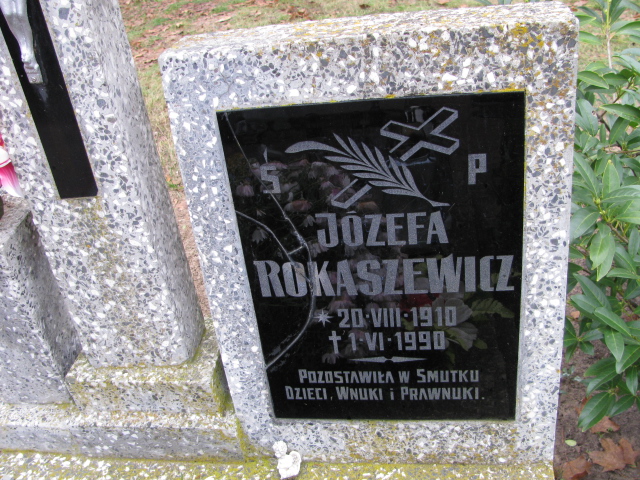 Ś P
JÓZEFA
ROKASZEWICZ
* 20·VIII·1910
† 1·VI·1990
POZOSTAWIŁA W SMUTKU
DZIECI, WNUKI i PRAWNUKI.